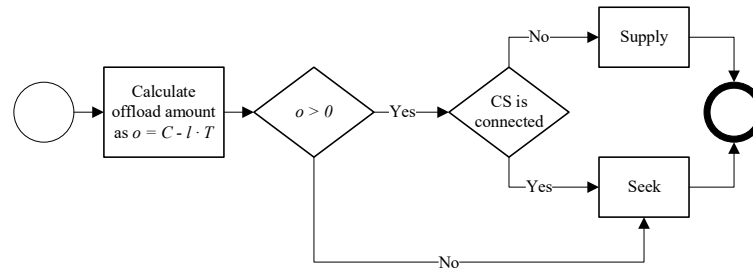 Calculate
offload amount
as o = C - l · T
o > 0
Yes
CS is
connected
No
Supply
Yes
Seek
No